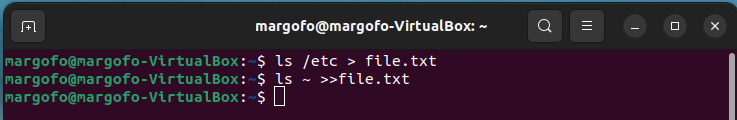 margofo@margofo-VirtualBox: ~
margofo@margofo-VirtualBox:~$ ls /etc > file.txt
margofo@margofo-VirtualBox:~$ ls ~ >>file.txt
margofo@margofo-VirtualBox:~$